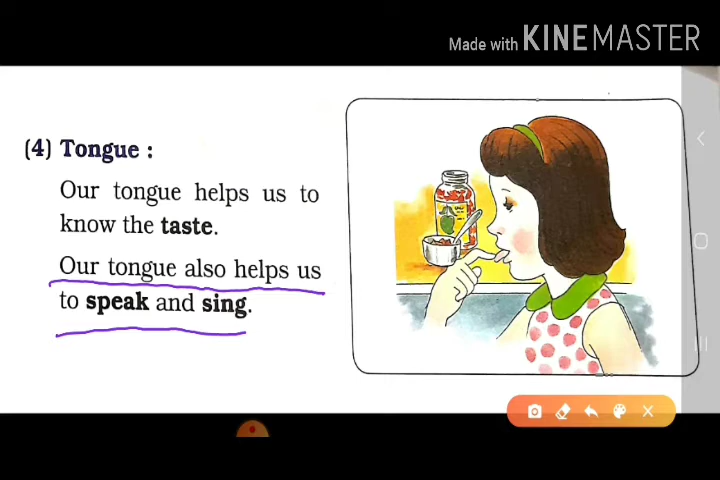 Made with KINEMASTER
(4) Tongue :
Our tongue helps us to
know the taste.
Our tongue also helps us
to speak and sing.